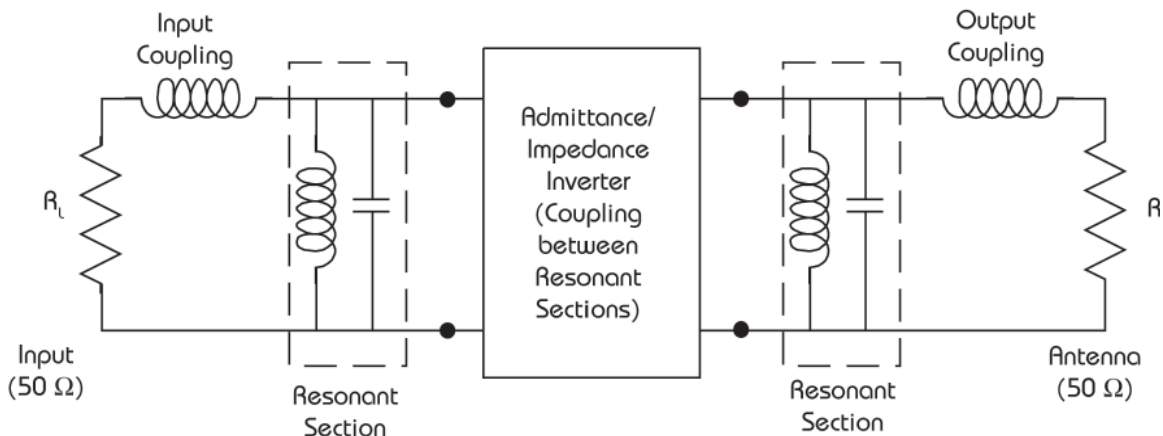 Input
Coupling
Output
Coupling
Admittance/
Impedance
Inverter
(Coupling
between
Resonant
Sections)
R_L
R
Input
(50 Ω)
Resonant
Section
Resonant
Section
Antenna
(50 Ω)